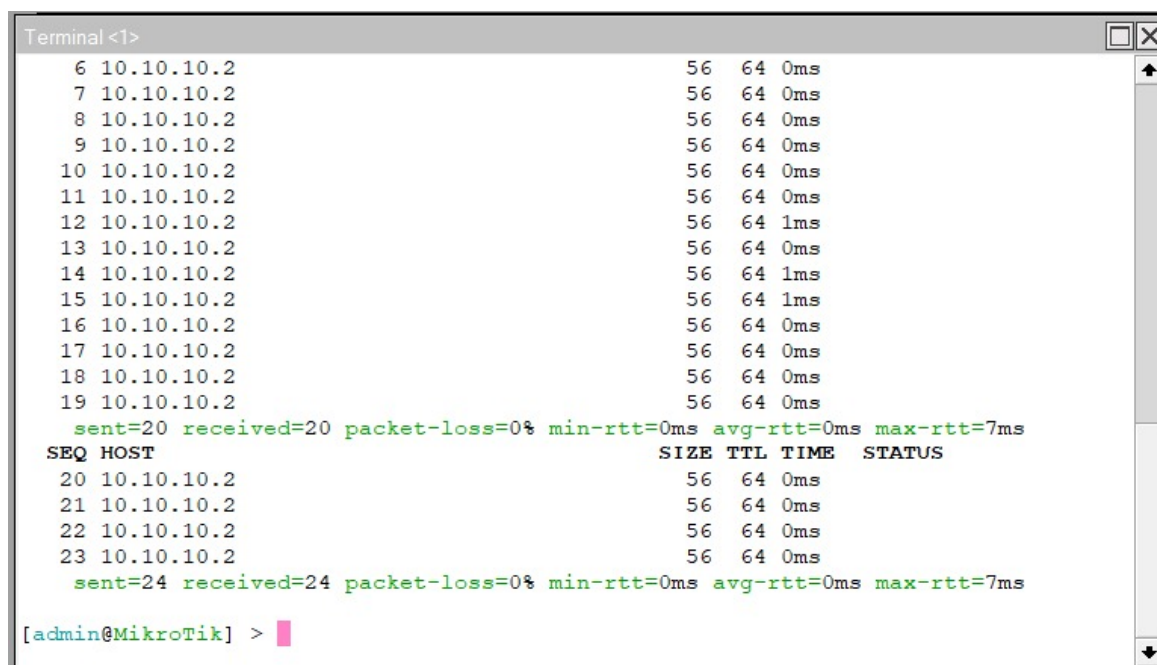 Terminal <1>
6 10.10.10.2 56 64 0ms
7 10.10.10.2 56 64 0ms
8 10.10.10.2 56 64 0ms
9 10.10.10.2 56 64 0ms
10 10.10.10.2 56 64 0ms
11 10.10.10.2 56 64 0ms
12 10.10.10.2 56 64 1ms
13 10.10.10.2 56 64 0ms
14 10.10.10.2 56 64 1ms
15 10.10.10.2 56 64 1ms
16 10.10.10.2 56 64 0ms
17 10.10.10.2 56 64 0ms
18 10.10.10.2 56 64 0ms
19 10.10.10.2 56 64 0ms
sent=20 received=20 packet-loss=0% min-rtt=0ms avg-rtt=0ms max-rtt=7ms
SEQ HOST SIZE TTL TIME STATUS
20 10.10.10.2 56 64 0ms
21 10.10.10.2 56 64 0ms
22 10.10.10.2 56 64 0ms
23 10.10.10.2 56 64 0ms
sent=24 received=24 packet-loss=0% min-rtt=0ms avg-rtt=0ms max-rtt=7ms
[admin@MikroTik] >